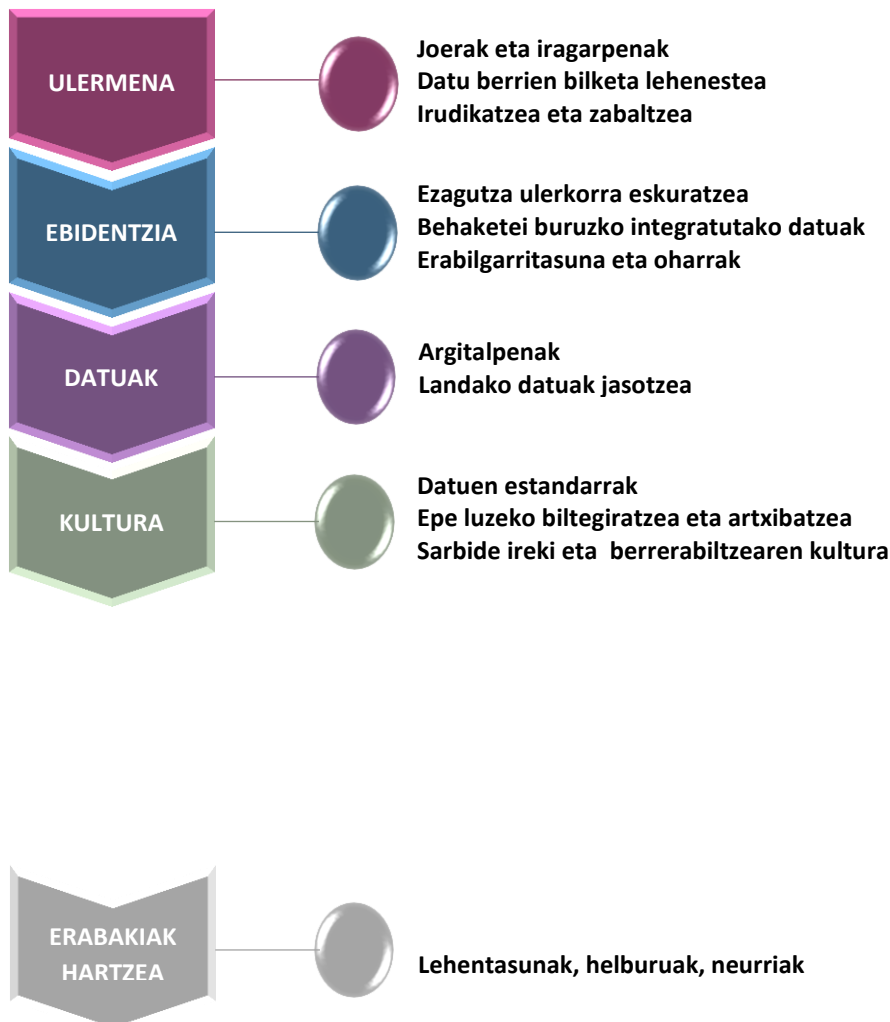 ULERMENA
Joerak eta iragarpenak
Datu berrien bilketa lehenestea
Irudikatzea eta zabaltzea
EBIDENTZIA
Ezagutza ulerkorra eskuratzea
Behaketei buruzko integratutako datuak
Erabilgarritasuna eta oharrak
DATUAK
Argitalpenak
Landako datuak jasotzea
KULTURA
Datuen estandarrak
Epe luzeko biltegiratzea eta artxibatzea
Sarbide ireki eta berrerabiltzearen kultura
ERABAKIAK
HARTZEA
Lehentasunak, helburuak, neurriak